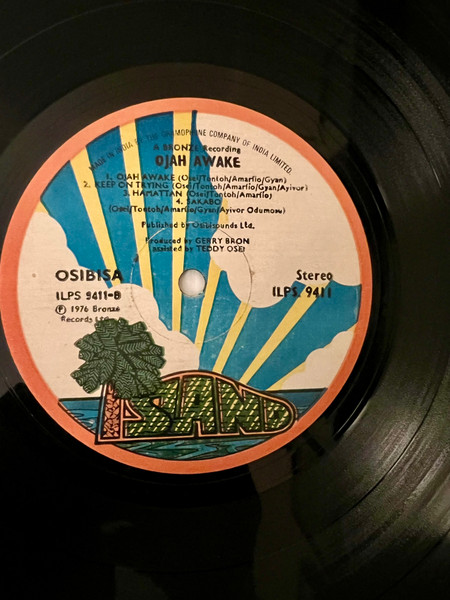 MADE IN INDIA BY THE GRAMOPHONE COMPANY OF INDIA LIMITED.
A BRONZE Recording
OJAH AWAKE
1. OJAH AWAKE (Osei/Tontoh/Amarfio/Gyan)
2. KEEP ON TRYING (Osei/Tontoh/Amarfio/Gyan/Ayivor)
3. HAMATTAN (Osei/Tontoh/Amarfio)
4. SAKABO
(Osei/Tontoh/Amarfio/Gyan/Ayivor Odumosu)
Published by Osibisounds Ltd.
Produced by GERRY BRON
assisted by TEDDY OSEI
OSIBISA
ILPS 9411-B
Ⓟ 1976 Bronze
Records Ltd.
Stereo
ILPS. 9411
ISLAND